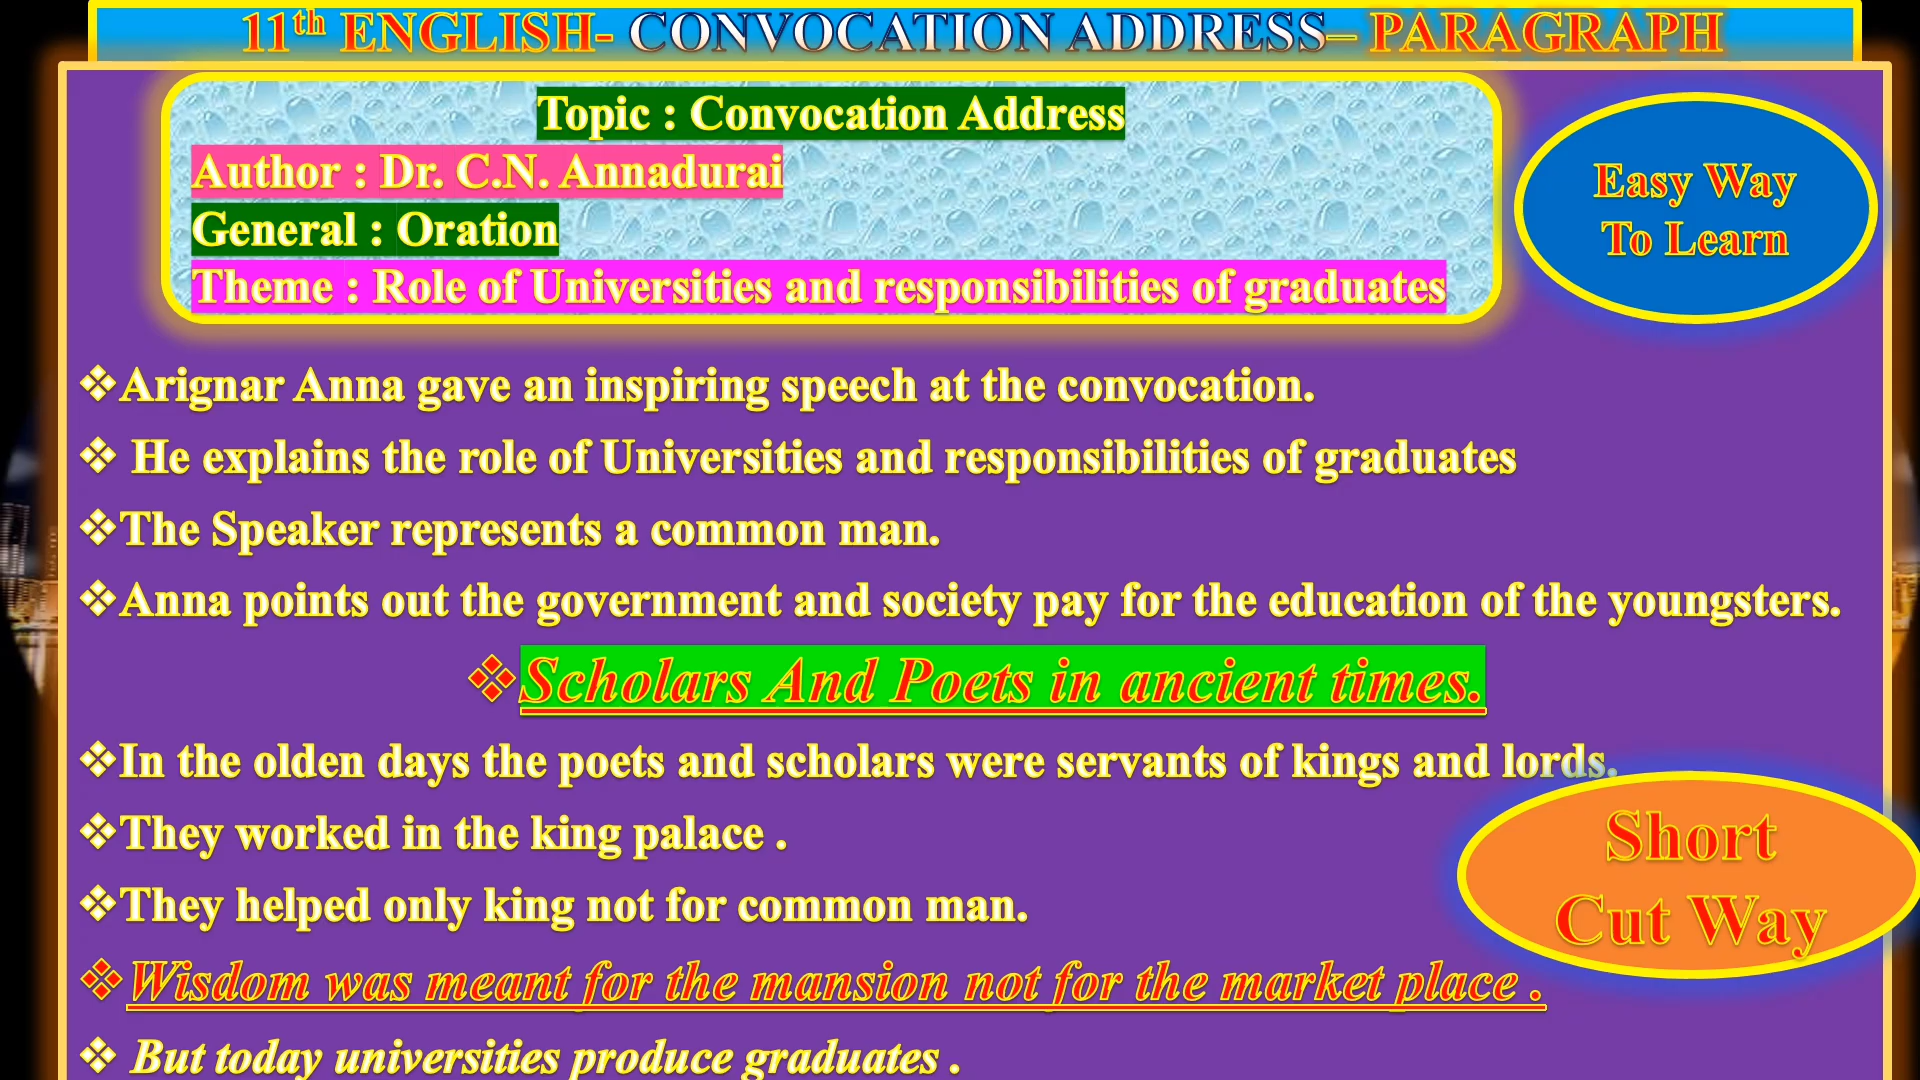 11th ENGLISH- CONVOCATION ADDRESS– PARAGRAPH
Topic : Convocation Address
Author : Dr. C.N. Annadurai
General : Oration
Theme : Role of Universities and responsibilities of graduates
Easy Way
To Learn
❖Arignar Anna gave an inspiring speech at the convocation.
❖ He explains the role of Universities and responsibilities of graduates
❖The Speaker represents a common man.
❖Anna points out the government and society pay for the education of the youngsters.
❖Scholars And Poets in ancient times.
❖In the olden days the poets and scholars were servants of kings and lords.
❖They worked in the king palace .
❖They helped only king not for common man.
Short
Cut Way
❖Wisdom was meant for the mansion not for the market place .
❖ But today universities produce graduates .